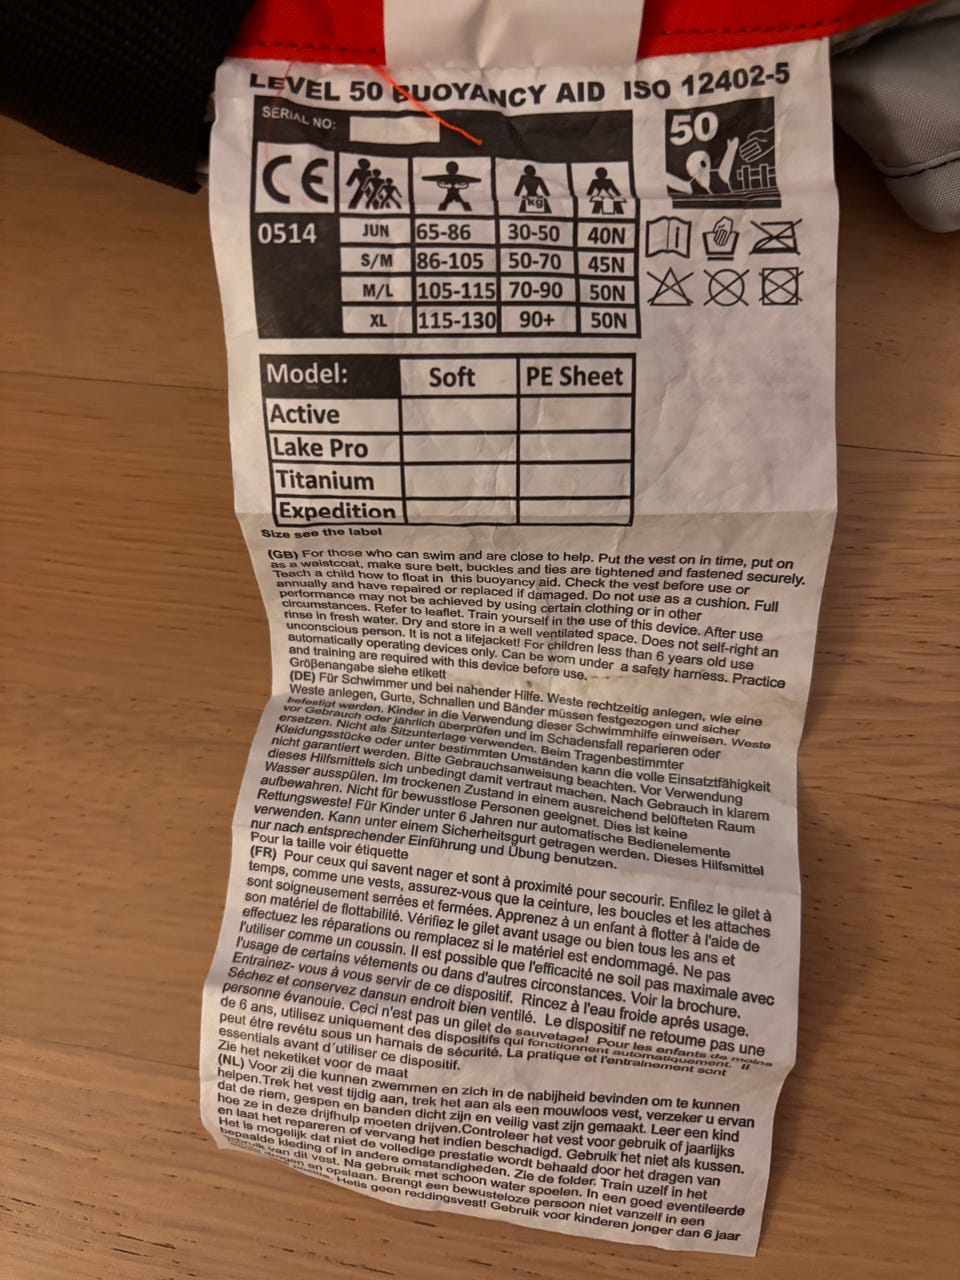 LEVEL 50 BUOYANCY AID ISO 12402-5
SERIAL NO:
50
CE
kg
0514 JUN 65-86 30-50 40N
S/M 86-105 50-70 45N
M/L 105-115 70-90 50N
XL 115-130 90+ 50N
i
Model: Soft PE Sheet
Active
Lake Pro
Titanium
Expedition
Size see the label
(GB) For those who can swim and are close to help. Put the vest on in time, put on
as a waistcoat, make sure belt, buckles and ties are tightened and fastened securely.
Teach a child how to float in this buoyancy aid. Check the vest before use or
annually and have repaired or replaced if damaged. Do not use as a cushion. Full
performance may not be achieved by using certain clothing or in other
circumstances. Refer to leaflet. Train yourself in the use of this device. After use
rinse in fresh water. Dry and store in a well ventilated space. Does not self-right an
unconscious person. It is not a lifejacket! For children less than 6 years old use
automatically operating devices only. Can be worn under a safety harness. Practice
and training are required with this device before use.
Größenangabe siehe etikett
(DE) Für Schwimmer und bei nahender Hilfe. Weste rechtzeitig anlegen, wie eine
Weste anlegen, Gurte, Schnallen und Bänder müssen festgezogen und sicher
befestigt werden. Kinder in die Verwendung dieser Schwimmhilfe einweisen. Weste
vor Gebrauch oder jährlich überprüfen und im Schadensfall reparieren oder
ersetzen. Nicht als Sitzunterlage verwenden. Beim Tragenbestimmter
Kleidungsstücke oder unter bestimmten Umständen kann die volle Einsatztfähigkeit
nicht garantiert werden. Bitte Gebrauchsanweisung beachten. Vor Verwendung
dieses Hilfsmittels sich unbedingt damit vertraut machen. Nach Gebrauch in klarem
Wasser ausspülen. Im trockenen Zustand in einem ausreichend belüfteten Raum
aufbewahren. Nicht für bewusstlose Personen geeignet. Dies ist keine
Rettungsweste! Für Kinder unter 6 Jahren nur automatische Bedienelemente
verwenden. Kann unter einem Sicherheitsgurt getragen werden. Dieses Hilfsmittel
nur nach entsprechender Einführung und Übung benutzen.
Pour la taille voir étiquette
(FR) Pour ceux qui savent nager et sont à proximité pour secourir. Enfilez le gilet à
temps, comme une vests, assurez-vous que la ceinture, les boucles et les attaches
sont soigneusement serrées et fermées. Apprenez à un enfant à flotter à l'aide de
son matériel de flottabilité. Vérifiez le gilet avant usage ou bien tous les ans et
effectuez les réparations ou remplacez si le matériel est endommagé. Ne pas
l'utiliser comme un coussin. Il est possible que l'efficacité ne soil pas maximale avec
l'usage de certains vêtements ou dans d'autres circonstances. Voir la brochure.
Entrainez- vous à vous servir de ce dispositif. Rincez à l'eau froide aprés usage.
Séchez et conservez dansun endroit bien ventilé. Le dispositif ne retoume pas une
personne évanouie. Ceci n'est pas un gilet de sauvetage! Pour les enfants de moins
de 6 ans, utilisez uniquement des dispositifs qui fonctionnent automatiquement. Il
peut être revêtu sous un harnais de sécurité. La pratique et l'entraînement sont
essentials avant d´utiliser ce dispositif.
Zie het neketiket voor de maat
(NL) Voor zij die kunnen zwemmen en zich in de nabijheid bevinden om te kunnen
helpen.Trek het vest tijdig aan, trek het aan als een mouwloos vest, verzeker u ervan
dat de riem, gespen en banden dicht zijn en veilig vast zijn gemaakt. Leer een kind
hoe ze in deze drijfhulp moeten drijven.Controleer het vest voor gebruik of jaarlijks
en laat het repareren of vervang het indien beschadigd. Gebruik het niet als kussen.
Het is mogelijk dat niet de volledige prestatie wordt behaald door het dragen van
bepaalde kleding of in andere omstandigheden. Zie de folder. Train uzelf in het
gebruik van dit vest. Na gebruik met schoon water spoelen. In een goed eventileerde
drogen en opslaan. Brengt een bewusteloze persoon niet vanzelf in een
Hetis geen reddingsvest! Gebruik voor kinderen jonger dan 6 jaar